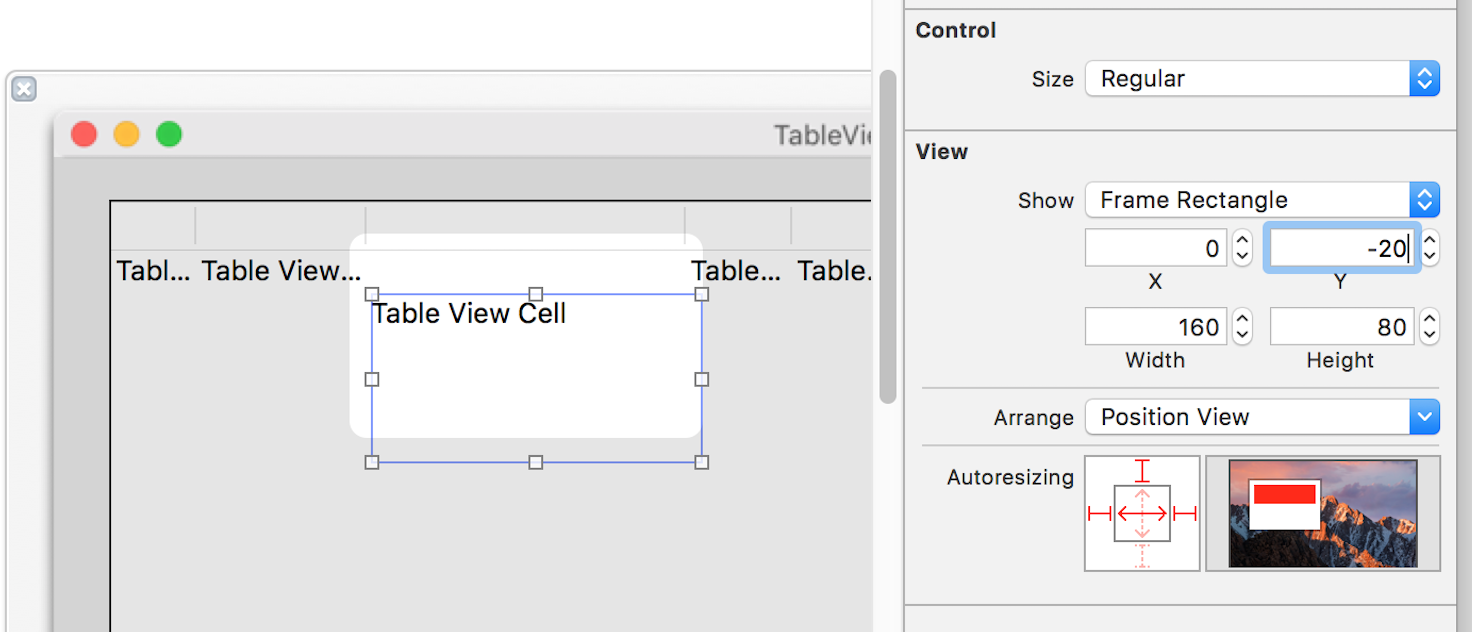 TableVie
Tabl... Table View... Table... Table.
Table View Cell
Control
Size Regular
View
Show Frame Rectangle
0 -20
X Y
160 80
Width Height
Arrange Position View
Autoresizing